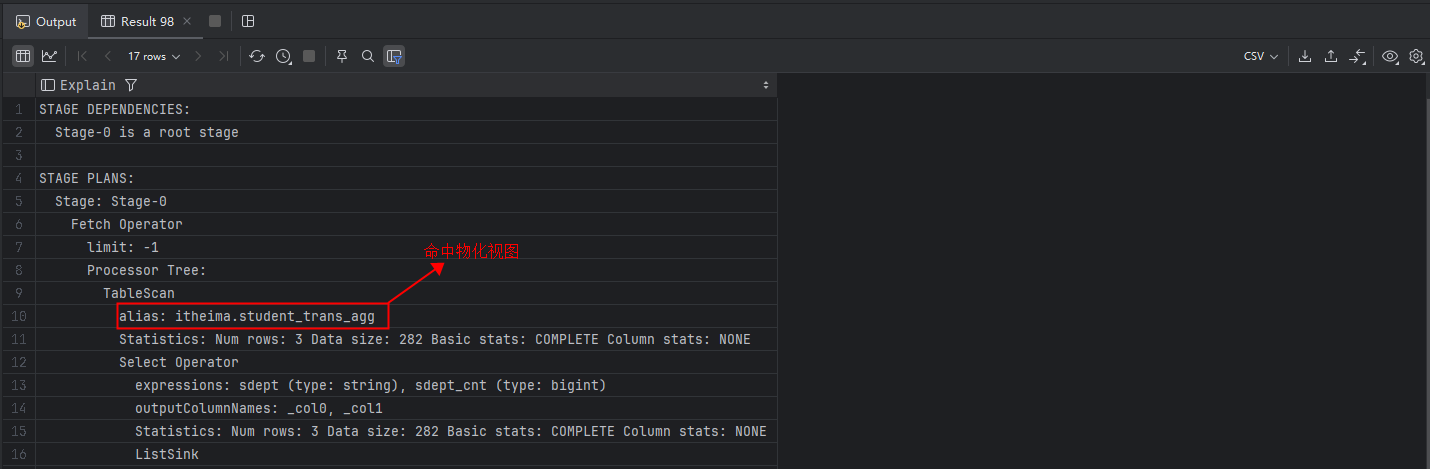 Output
Result 98
17 rows
CSV
Explain
1 STAGE DEPENDENCIES:
2 Stage-0 is a root stage
3
4 STAGE PLANS:
5 Stage: Stage-0
6 Fetch Operator
7 limit: -1
命中物化视图
8 Processor Tree:
9 TableScan
10 alias: itheima.student_trans_agg
11 Statistics: Num rows: 3 Data size: 282 Basic stats: COMPLETE Column stats: NONE
12 Select Operator
13 expressions: sdept (type: string), sdept_cnt (type: bigint)
14 outputColumnNames: _col0, _col1
15 Statistics: Num rows: 3 Data size: 282 Basic stats: COMPLETE Column stats: NONE
16 ListSink